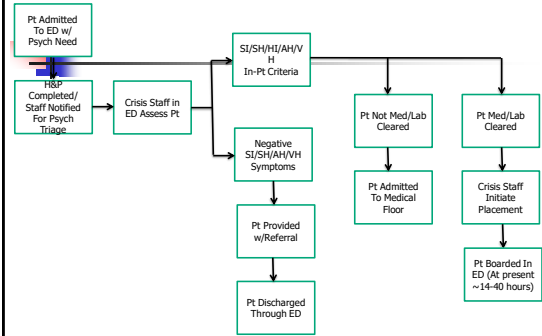 Pt Admitted
To ED w/
Psych Need
H&P
Completed/
Staff Notified
For Psych
Triage
Crisis Staff in
ED Assess Pt
SI/SH/HI/AH/V
H
In-Pt Criteria
Negative
SI/SH/AH/VH
Symptoms
Pt Provided
w/Referral
Pt Discharged
Through ED
Pt Not Med/Lab
Cleared
Pt Admitted
To Medical
Floor
Pt Med/Lab
Cleared
Crisis Staff
Initiate
Placement
Pt Boarded In
ED (At present
~14-40 hours)